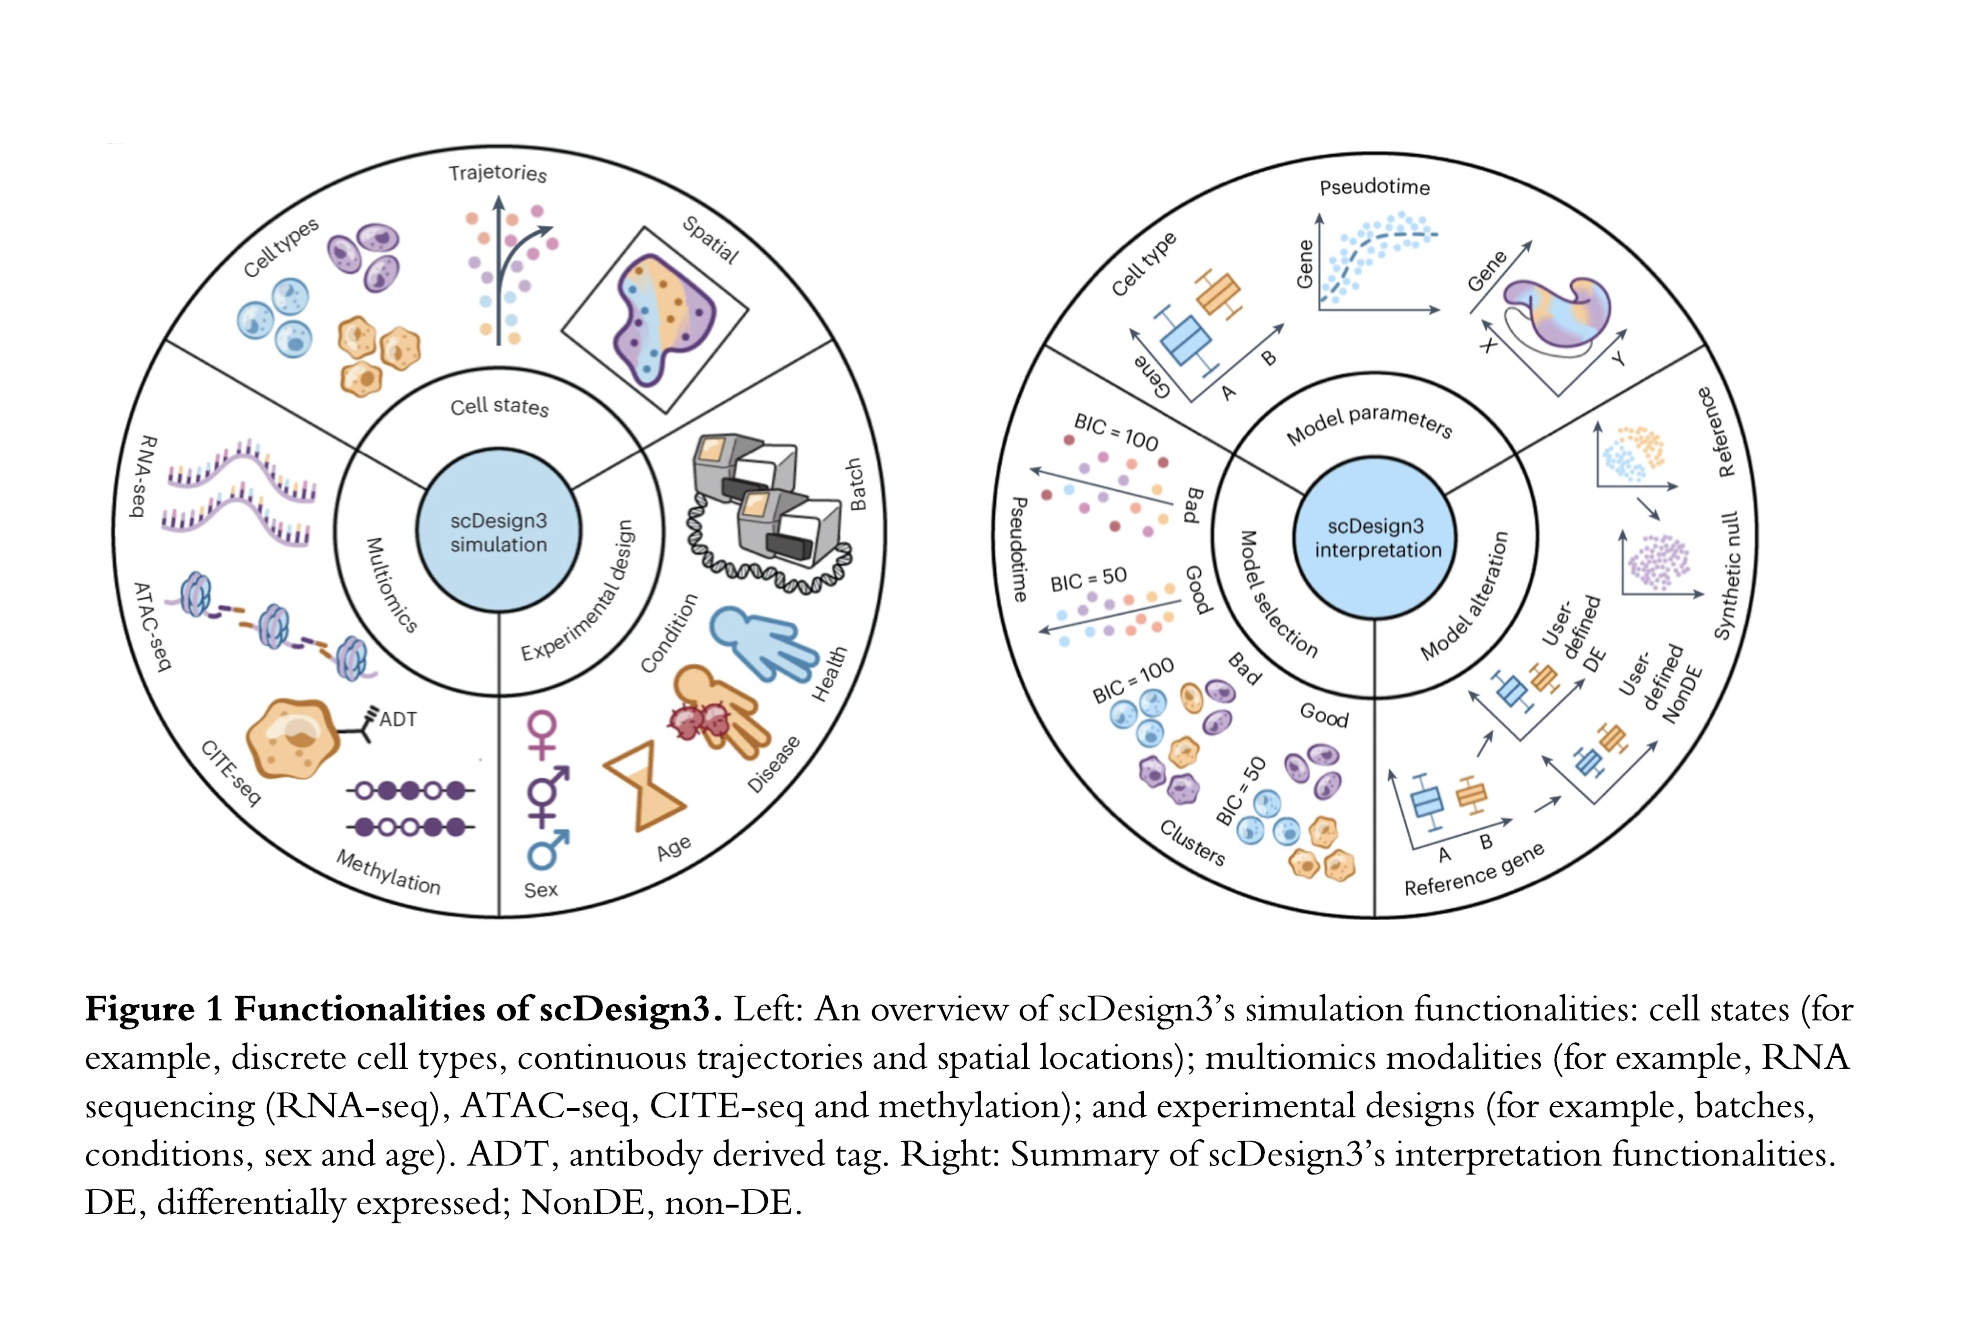 Trajetories
Cell types
Spatial
Cell states
RNA-seq
ATAC-seq
CITE-seq
ADT
Methylation
Multiomics
scDesign3
simulation
Experimental design
Batch
Condition
Health
Disease
Age
Sex
Pseudotime
Gene
Cell type
Gene
A
B
Gene
X
Y
Model parameters
BIC = 100
Bad
Pseudotime
BIC = 50
Good
Model selection
scDesign3
interpretation
Model alteration
Reference
Synthetic null
BIC = 100
Bad
Good
BIC = 50
Clusters
User-
defined
DE
User-
defined
NonDE
A
B
Reference gene
Figure 1 Functionalities of scDesign3. Left: An overview of scDesign3’s simulation functionalities: cell states (for
example, discrete cell types, continuous trajectories and spatial locations); multiomics modalities (for example, RNA
sequencing (RNA-seq), ATAC-seq, CITE-seq and methylation); and experimental designs (for example, batches,
conditions, sex and age). ADT, antibody derived tag. Right: Summary of scDesign3’s interpretation functionalities.
DE, differentially expressed; NonDE, non-DE.